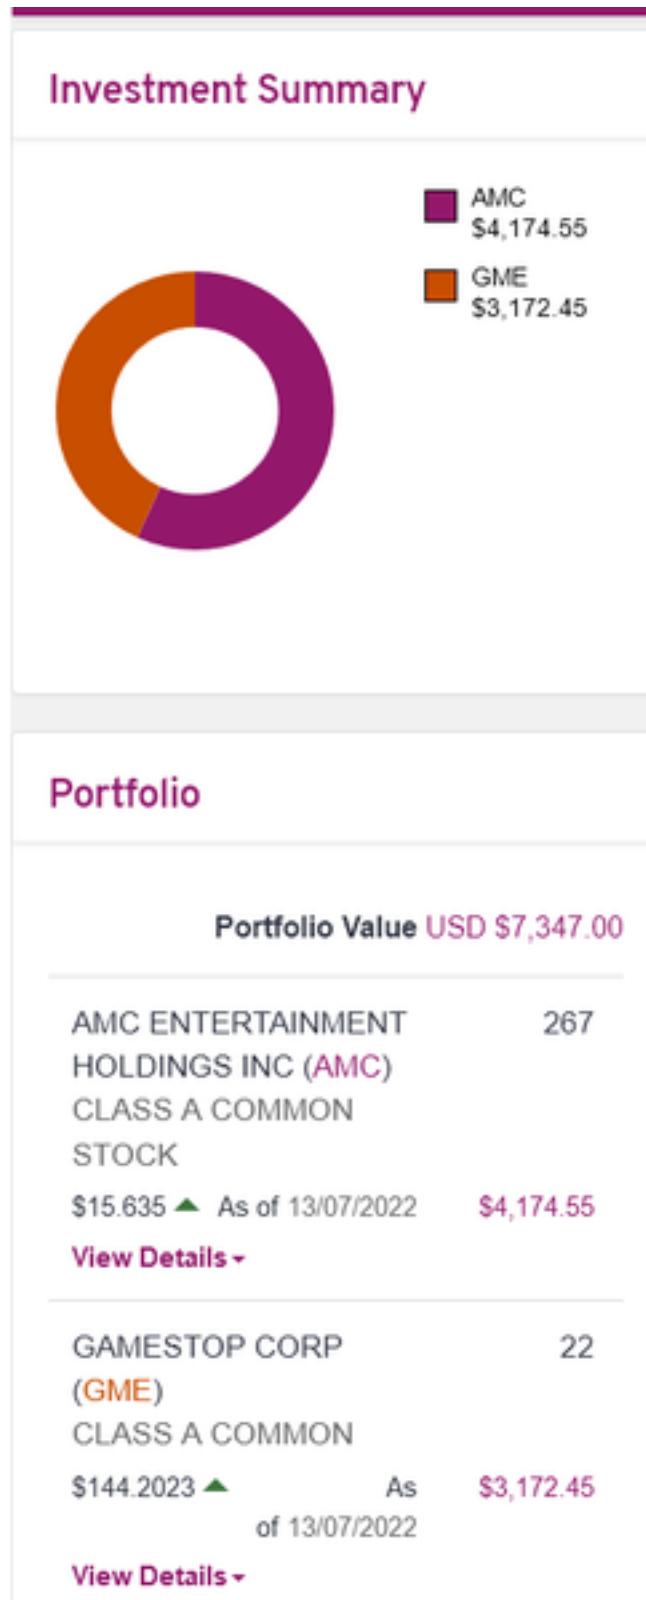 Investment Summary
AMC
$4,174.55
GME
$3,172.45
Portfolio
Portfolio Value USD $7,347.00
AMC ENTERTAINMENT 267
HOLDINGS INC (AMC)
CLASS A COMMON
STOCK
$15.635 As of 13/07/2022 $4,174.55
View Details
GAMESTOP CORP 22
(GME)
CLASS A COMMON
$144.2023 As $3,172.45
of 13/07/2022
View Details